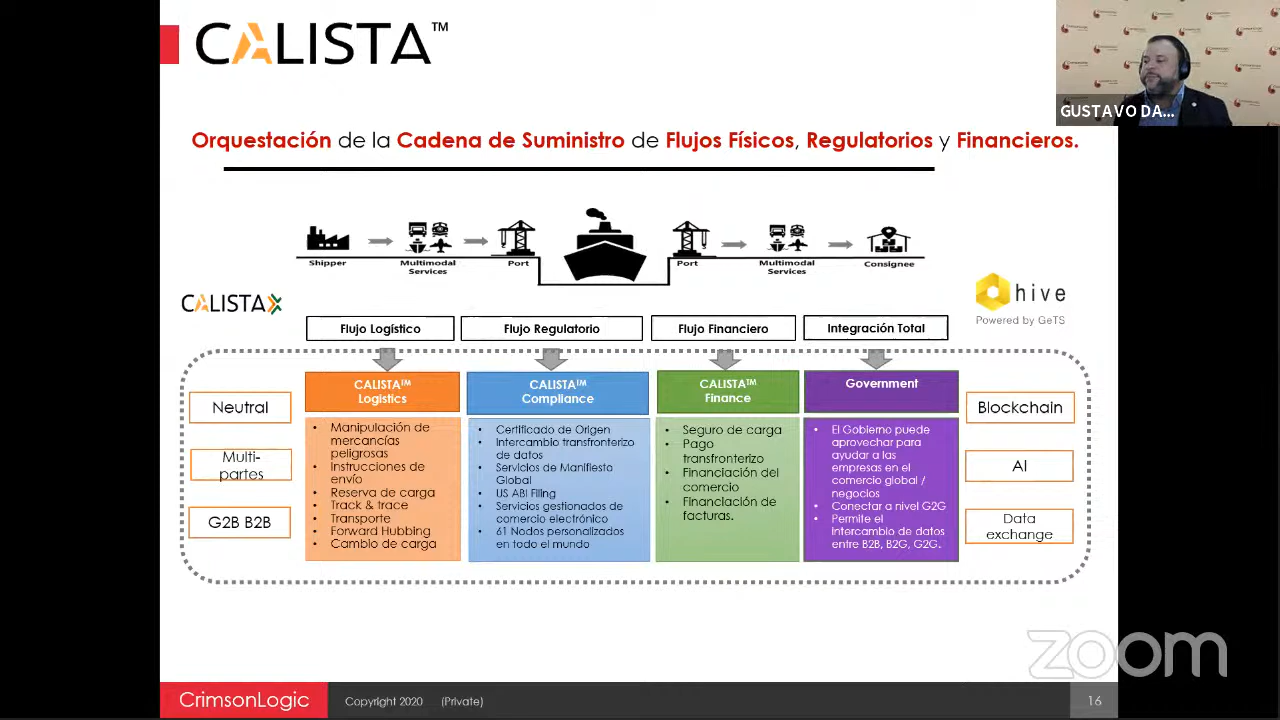 CALISTA™
GUSTAVO DA...
Orquestación de la Cadena de Suministro de Flujos Físicos, Regulatorios y Financieros.
Shipper
Multimodal
Services
Port
Port
Multimodal
Services
Consignee
CALISTAX
hive
Powered by GeTS
Flujo Logístico
Flujo Regulatorio
Flujo Financiero
Integración Total
Neutral
Multi-
partes
G2B B2B
CALISTA™
Logistics
• Manipulación de
mercancías
peligrosas
• Instrucciones de
envío
• Reserva de carga
• Track & trace
• Transporte
• Forward Hubbing
• Cambio de carga
CALISTA™
Compliance
• Certificado de Origen
• Intercambio transfronterizo
de datos
• Servicios de Manifiesto
Global
• US ABI Filing
• Servicios gestionados de
comercio electrónico
• 61 Nodos personalizados
en todo el mundo
CALISTA™
Finance
• Seguro de carga
• Pago
transfronterizo
• Financiación del
comercio
• Financiación de
facturas.
Government
• El Gobierno puede
aprovechar para
ayudar a las
empresas en el
comercio global /
negocios
• Conectar a nivel G2G
• Permite el
intercambio de datos
entre B2B, B2G, G2G.
Blockchain
AI
Data
exchange
zoom
CrimsonLogic
Copyright 2020 (Private)
16